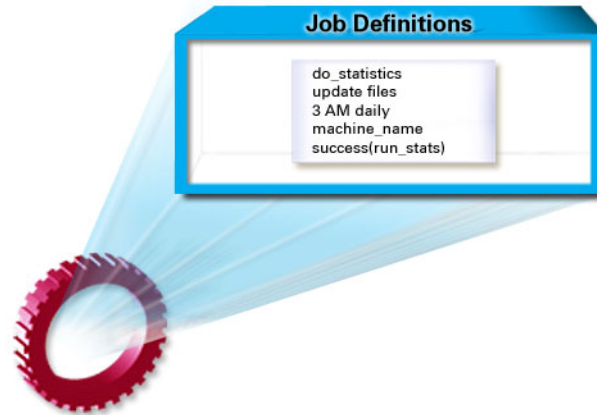 Job Definitions
do_statistics
update files
3 AM daily
machine_name
success(run_stats)